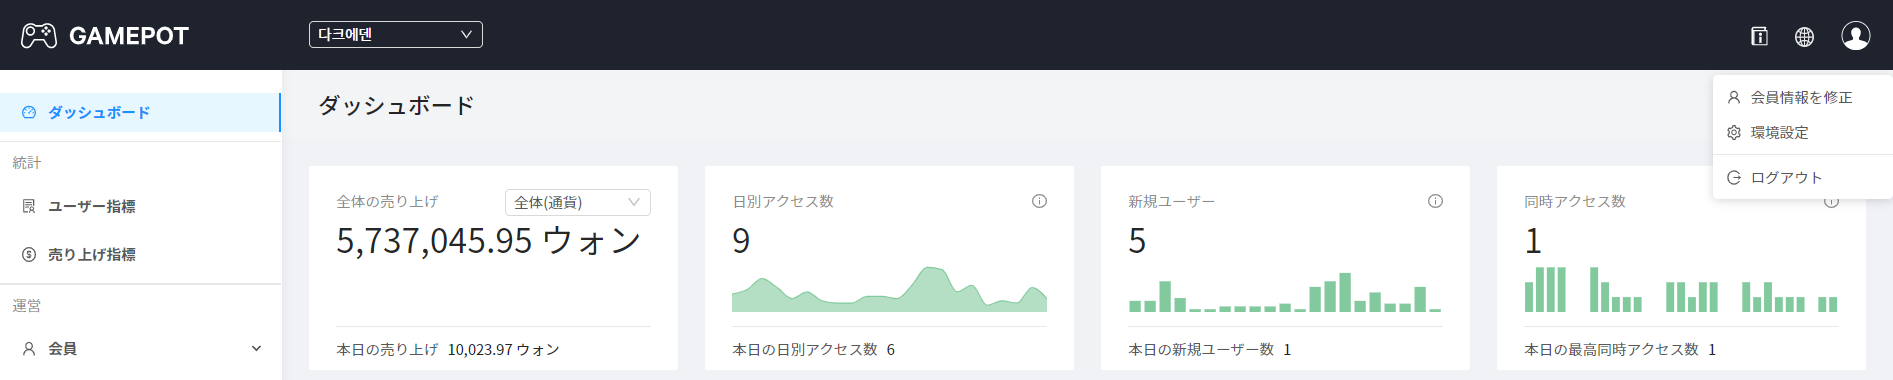 GAMEPOT
다크에덴
ダッシュボード
統計
ユーザー指標
売り上げ指標
運営
会員
ダッシュボード
会員情報を修正
環境設定
ログアウト
全体の売り上げ
全体(通貨)
5,737,045.95 ウォン
本日の売り上げ 10,023.97 ウォン
日別アクセス数
9
本日の日別アクセス数 6
新規ユーザー
5
本日の新規ユーザー数 1
同時アクセス数
1
本日の最高同時アクセス数 1